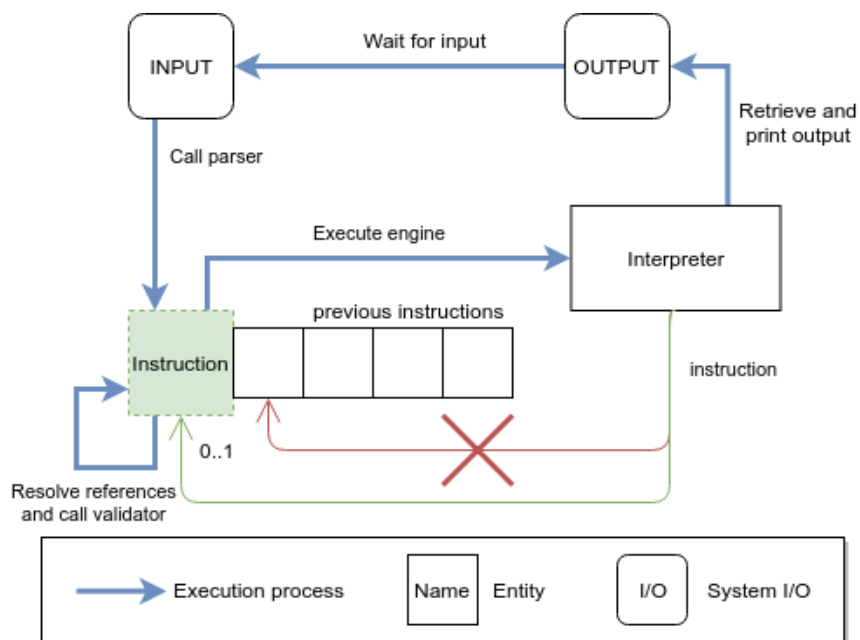 Wait for input
INPUT
OUTPUT
Retrieve and
print output
Call parser
Execute engine
Interpreter
previous instructions
Instruction
instruction
0..1
Resolve references
and call validator
Execution process
Name
Entity
I/O
System I/O